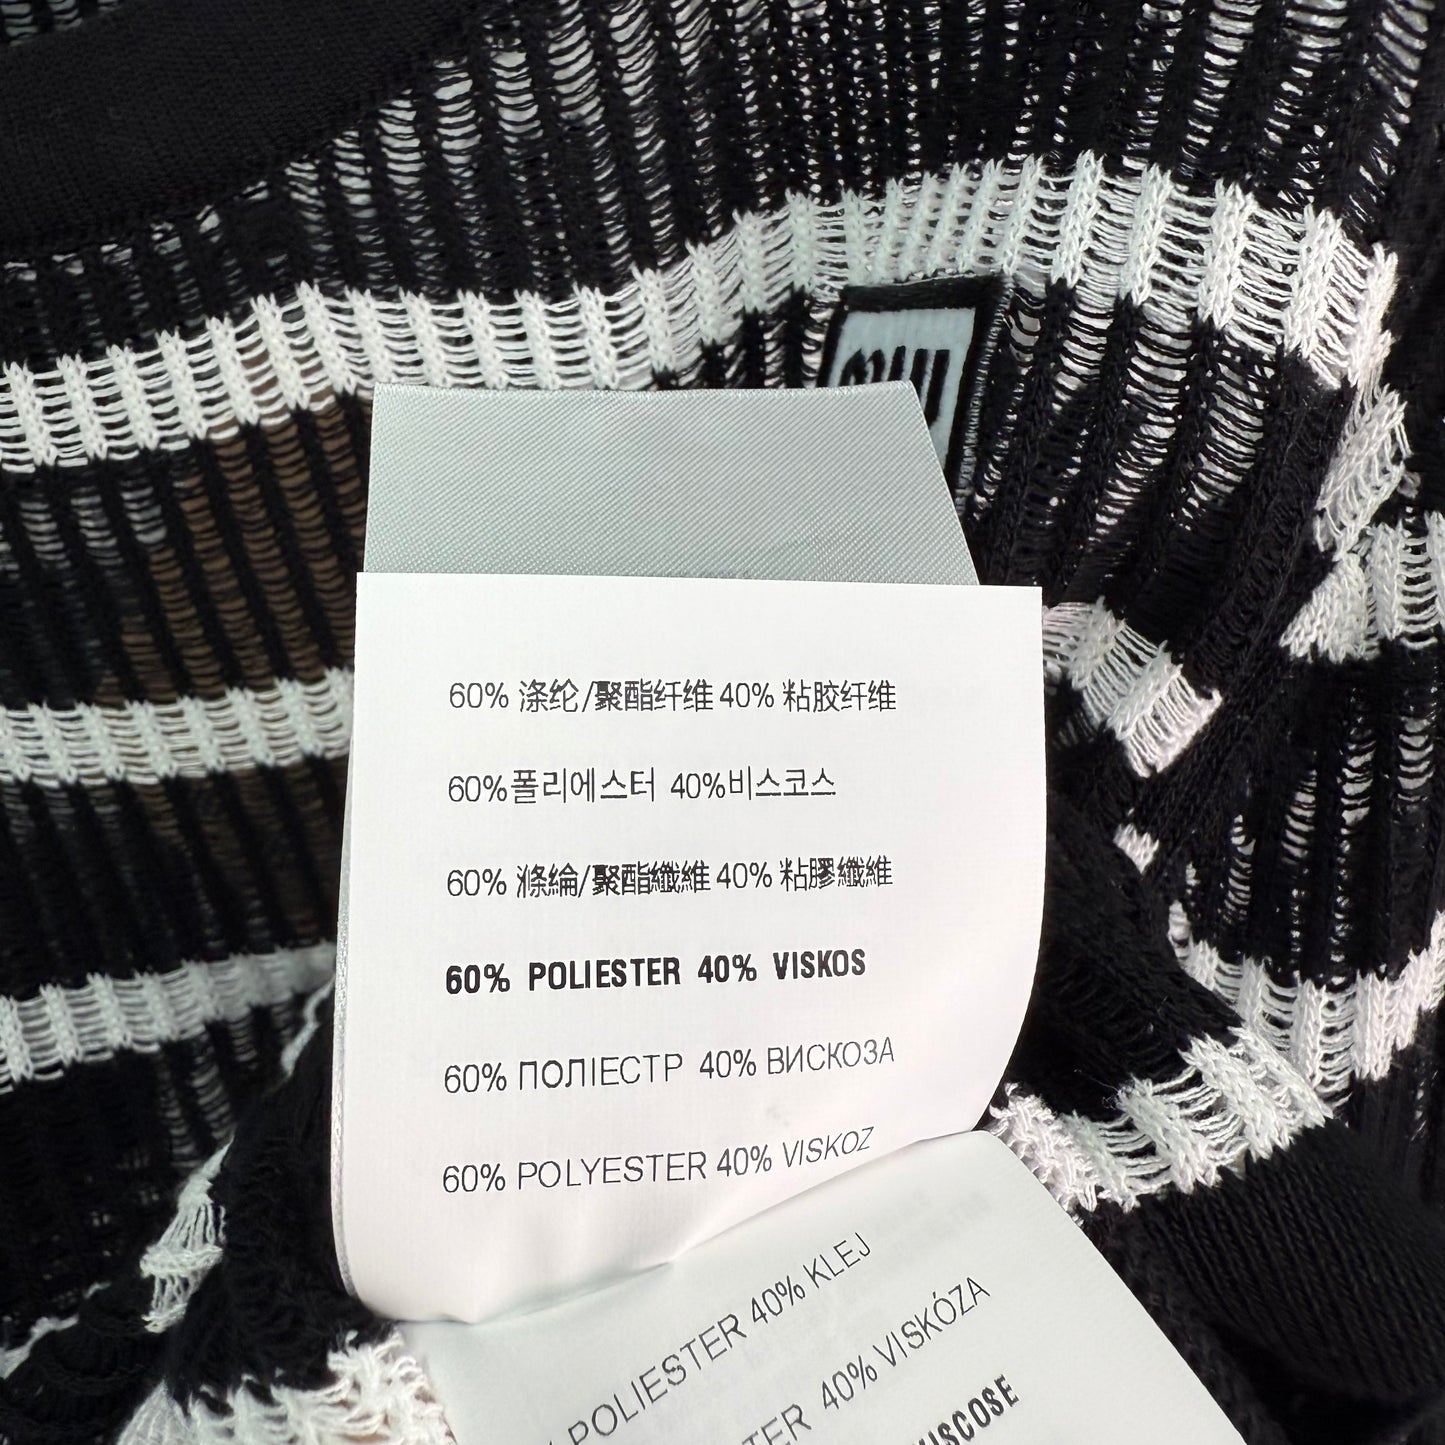 60% 涤纶/聚酯纤维 40% 粘胶纤维
60%폴리에스터 40%비스코스
60% 滌綸/聚酯纖維 40% 粘膠纖維
60% POLIESTER 40% VISKOS
60% ПОЛІЕСТР 40% ВИСКОЗА
60% POLYESTER 40% VISKOZ
POLIESTER 40% KLEJ
40% VISKÓZA